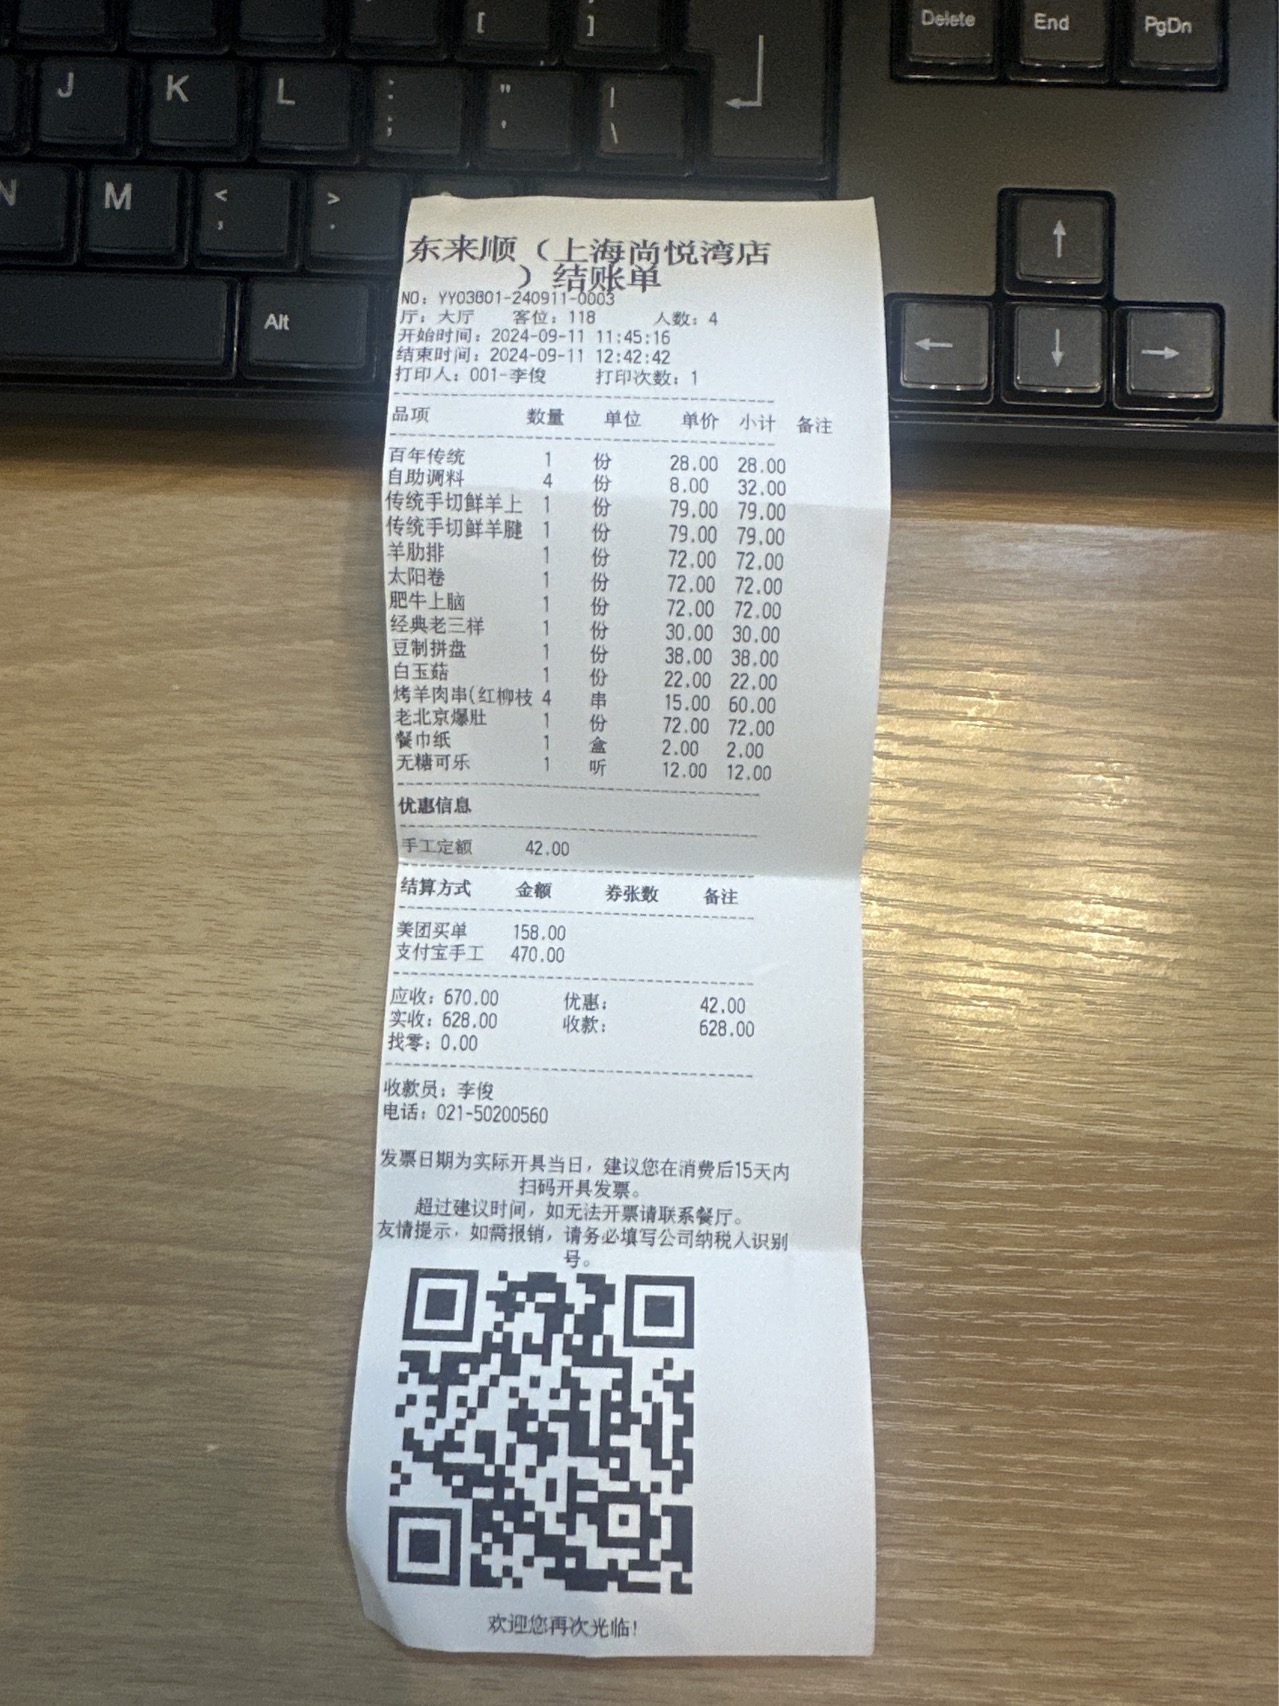 [ ]
Delete End PgDn
J K L : ; " ' | \
N M < , > .
Alt
↑
← ↓ →
东来顺（上海尚悦湾店
）结账单
NO: YY03801-240911-0003
厅: 大厅 客位: 118 人数: 4
开始时间: 2024-09-11 11:45:16
结束时间: 2024-09-11 12:42:42
打印人: 001-李俊 打印次数: 1
品项 数量 单位 单价 小计 备注
百年传统 1 份 28.00 28.00
自助调料 4 份 8.00 32.00
传统手切鲜羊上 1 份 79.00 79.00
传统手切鲜羊腱 1 份 79.00 79.00
羊肋排 1 份 72.00 72.00
太阳卷 1 份 72.00 72.00
肥牛上脑 1 份 72.00 72.00
经典老三样 1 份 30.00 30.00
豆制拼盘 1 份 38.00 38.00
白玉菇 1 份 22.00 22.00
烤羊肉串(红柳枝 4 串 15.00 60.00
老北京爆肚 1 份 72.00 72.00
餐巾纸 1 盒 2.00 2.00
无糖可乐 1 听 12.00 12.00
优惠信息
手工定额 42.00
结算方式 金额 券张数 备注
美团买单 158.00
支付宝手工 470.00
应收: 670.00 优惠: 42.00
实收: 628.00 收款: 628.00
找零: 0.00
收款员: 李俊
电话: 021-50200560
发票日期为实际开具当日，建议您在消费后15天内
扫码开具发票。
超过建议时间，如无法开票请联系餐厅。
友情提示，如需报销，请务必填写公司纳税人识别
号。
欢迎您再次光临!